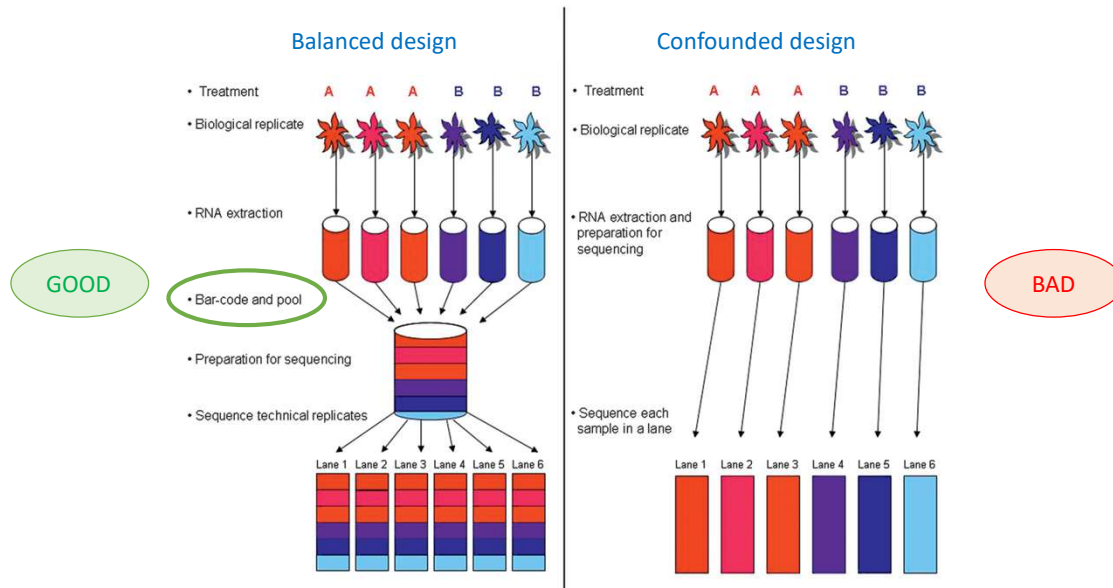 Balanced design
• Treatment
A A A B B B
• Biological replicate
• RNA extraction
GOOD
• Bar-code and pool
• Preparation for sequencing
• Sequence technical replicates
Lane 1 Lane 2 Lane 3 Lane 4 Lane 5 Lane 6
Confounded design
• Treatment
A A A B B B
• Biological replicate
• RNA extraction and
preparation for
sequencing
BAD
• Sequence each
sample in a lane
Lane 1 Lane 2 Lane 3 Lane 4 Lane 5 Lane 6